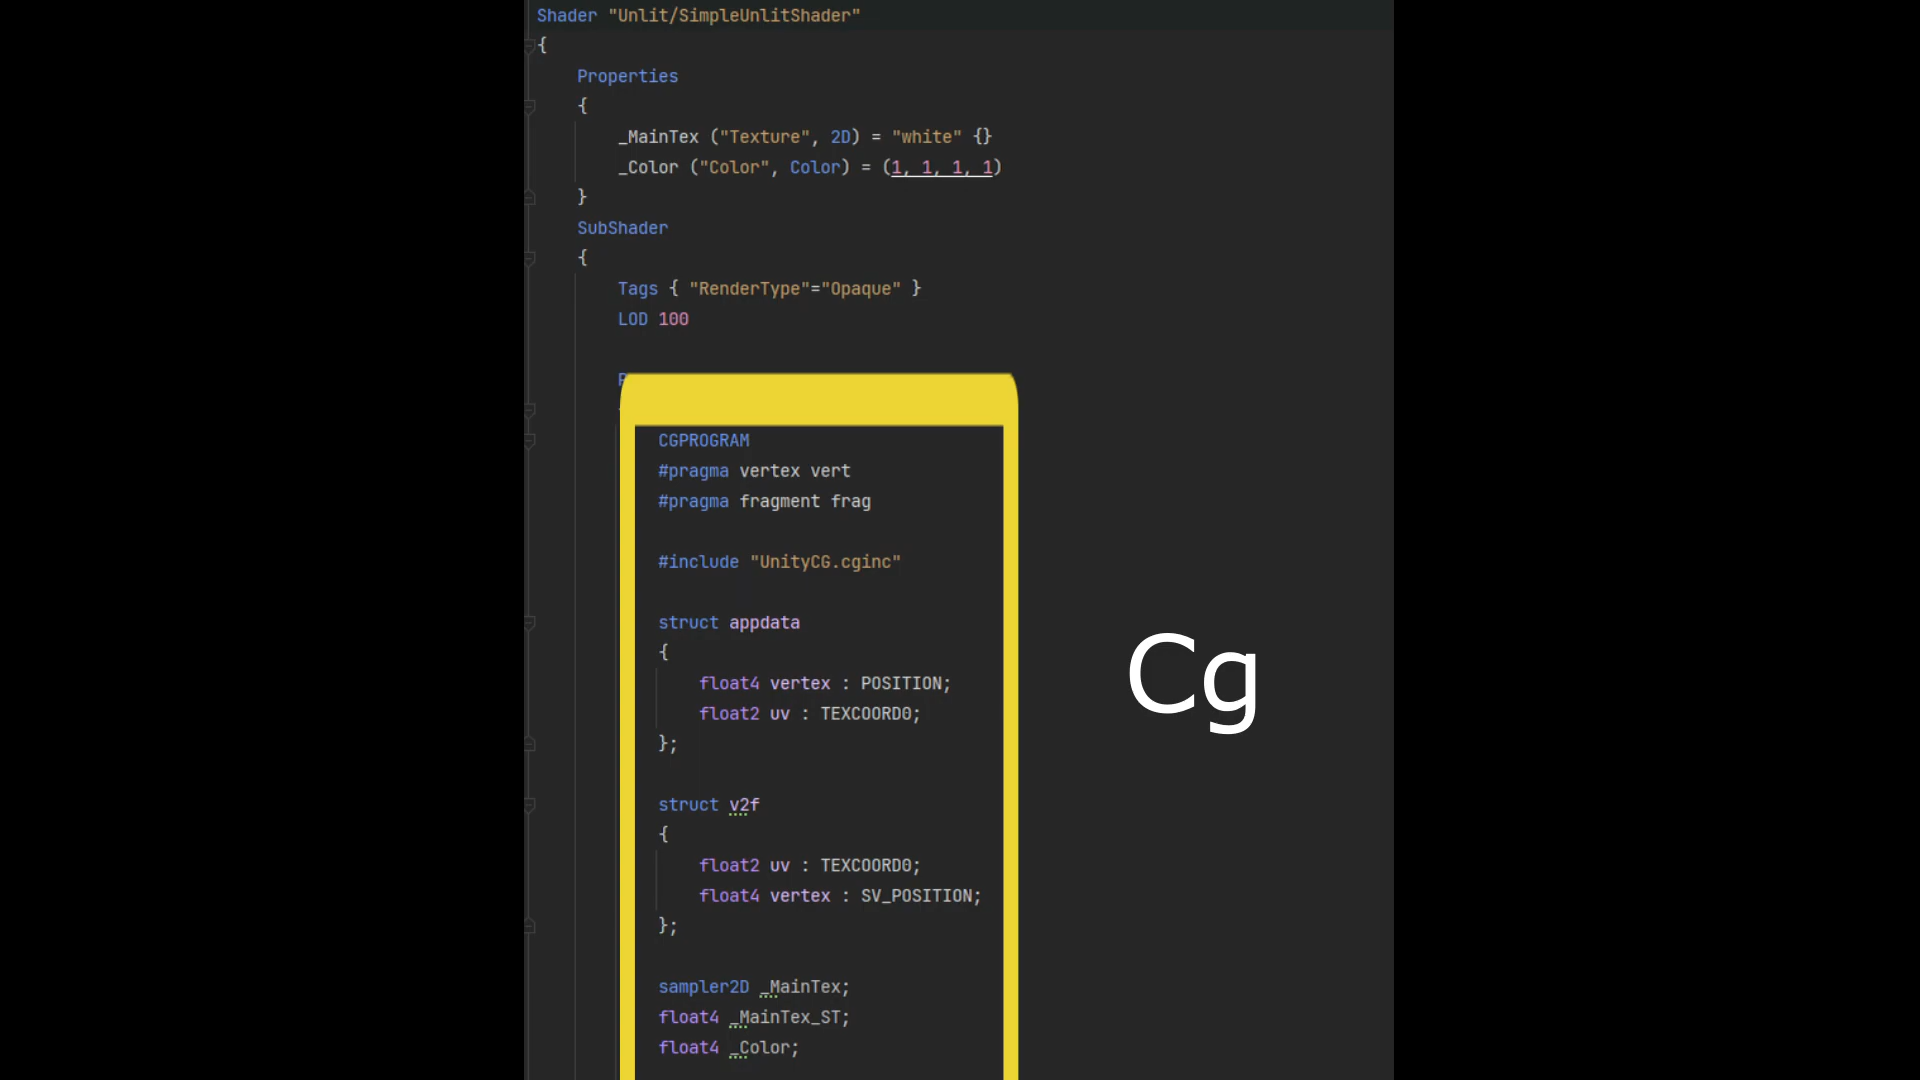 Shader "Unlit/SimpleUnlitShader"
{
Properties
{
_MainTex ("Texture", 2D) = "white" {}
_Color ("Color", Color) = (1, 1, 1, 1)
}
SubShader
{
Tags { "RenderType"="Opaque" }
LOD 100
CGPROGRAM
#pragma vertex vert
#pragma fragment frag
#include "UnityCG.cginc"
struct appdata
{
float4 vertex : POSITION;
float2 uv : TEXCOORD0;
};
Cg
struct v2f
{
float2 uv : TEXCOORD0;
float4 vertex : SV_POSITION;
};
sampler2D _MainTex;
float4 _MainTex_ST;
float4 _Color;